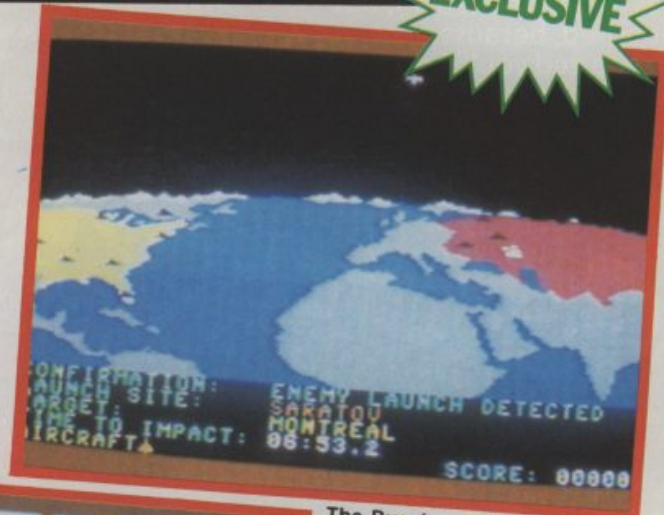 EXCLUSIVE
CONFIRMATION: ENEMY LAUNCH DETECTED
LAUNCH SITE: SARATOV
TARGET: MONTREAL
TIME TO IMPACT: 06:53.2
AIRCRAFT
SCORE: 00000
The